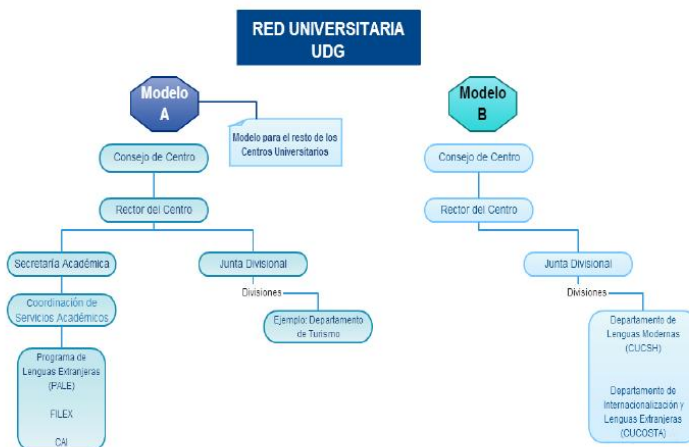 RED UNIVERSITARIA
UDG
Modelo
A
Modelo para el resto de los
Centros Universitarios
Consejo de Centro
Rector del Centro
Secretaría Académica
Junta Divisional
Coordinación de
Servicios Académicos
Divisiones
Ejemplo: Departamento
de Turismo
Programa de
Lenguas Extranjeras
(PALE)
FILEX
CAI
Modelo
B
Consejo de Centro
Rector del Centro
Junta Divisional
Divisiones
Departamento de
Lenguas Modernas
(CUCSH)
Departamento de
Internacionalización y
Lenguas Extranjeras
(CUCOSTA)